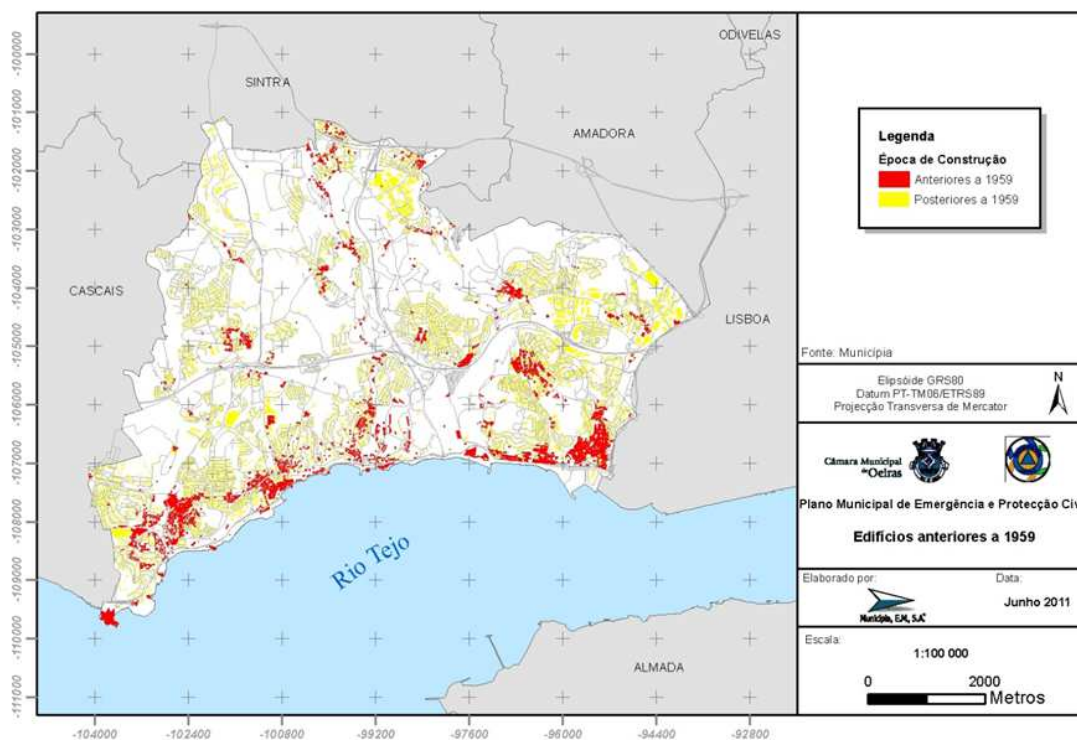 ODIVELAS
SINTRA
AMADORA
CASCAIS
LISBOA
Rio Tejo
ALMADA
-100000
-101000
-102000
-103000
-104000
-105000
-106000
-107000
-108000
-109000
-110000
-111000
-104000
-102400
-100800
-99200
-97600
-96000
-94400
-92800
Legenda
Época de Construção
Anteriores a 1959
Posteriores a 1959
Fonte: Municípia
Elipsóide GRS80
Datum PT-TM06/ETRS89
Projecção Transversa de Mercator
N
Câmara Municipal
de Oeiras
Plano Municipal de Emergência e Protecção Civ
Edifícios anteriores a 1959
Elaborado por:
Municípia, E.M., S.A.
Data:
Junho 2011
Escala:
1:100 000
0 2000
Metros